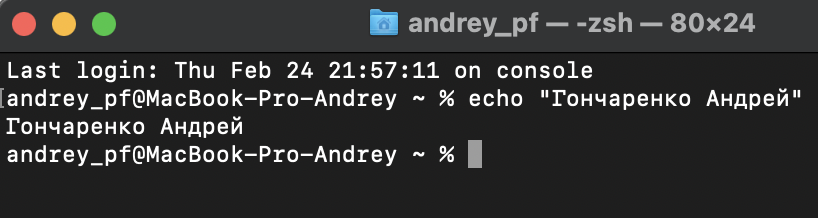 andrey_pf — -zsh — 80×24
Last login: Thu Feb 24 21:57:11 on console
andrey_pf@MacBook-Pro-Andrey ~ % echo "Гончаренко Андрей"
Гончаренко Андрей
andrey_pf@MacBook-Pro-Andrey ~ %